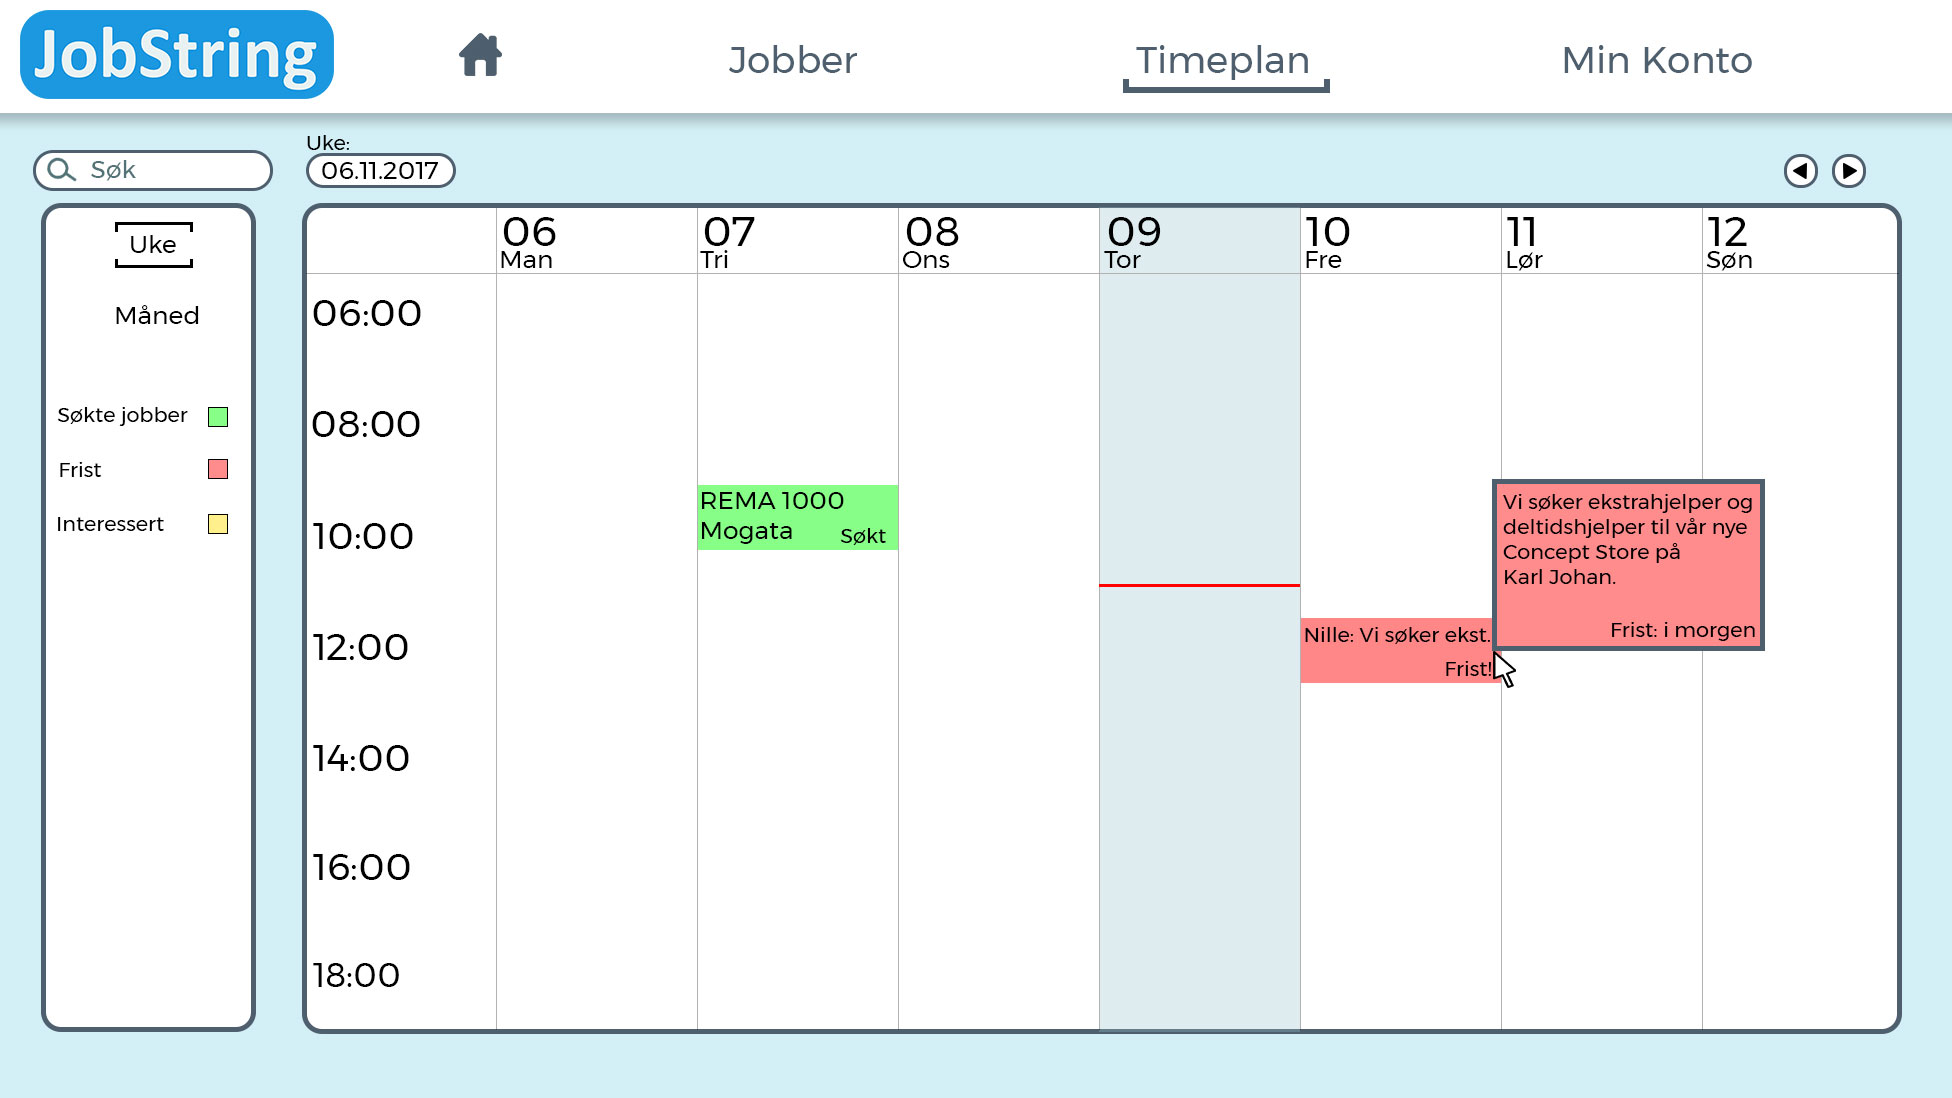 JobString
Jobber
Timeplan
Min Konto
Søk
Uke:
06.11.2017
Uke
Måned
Søkte jobber
Frist
Interessert
06
Man
07
Tri
08
Ons
09
Tor
10
Fre
11
Lør
12
Søn
06:00
08:00
10:00
12:00
14:00
16:00
18:00
REMA 1000
Mogata
Søkt
Nille: Vi søker ekst.
Frist!
Vi søker ekstrahjelper og
deltidshjelper til vår nye
Concept Store på
Karl Johan.
Frist: i morgen